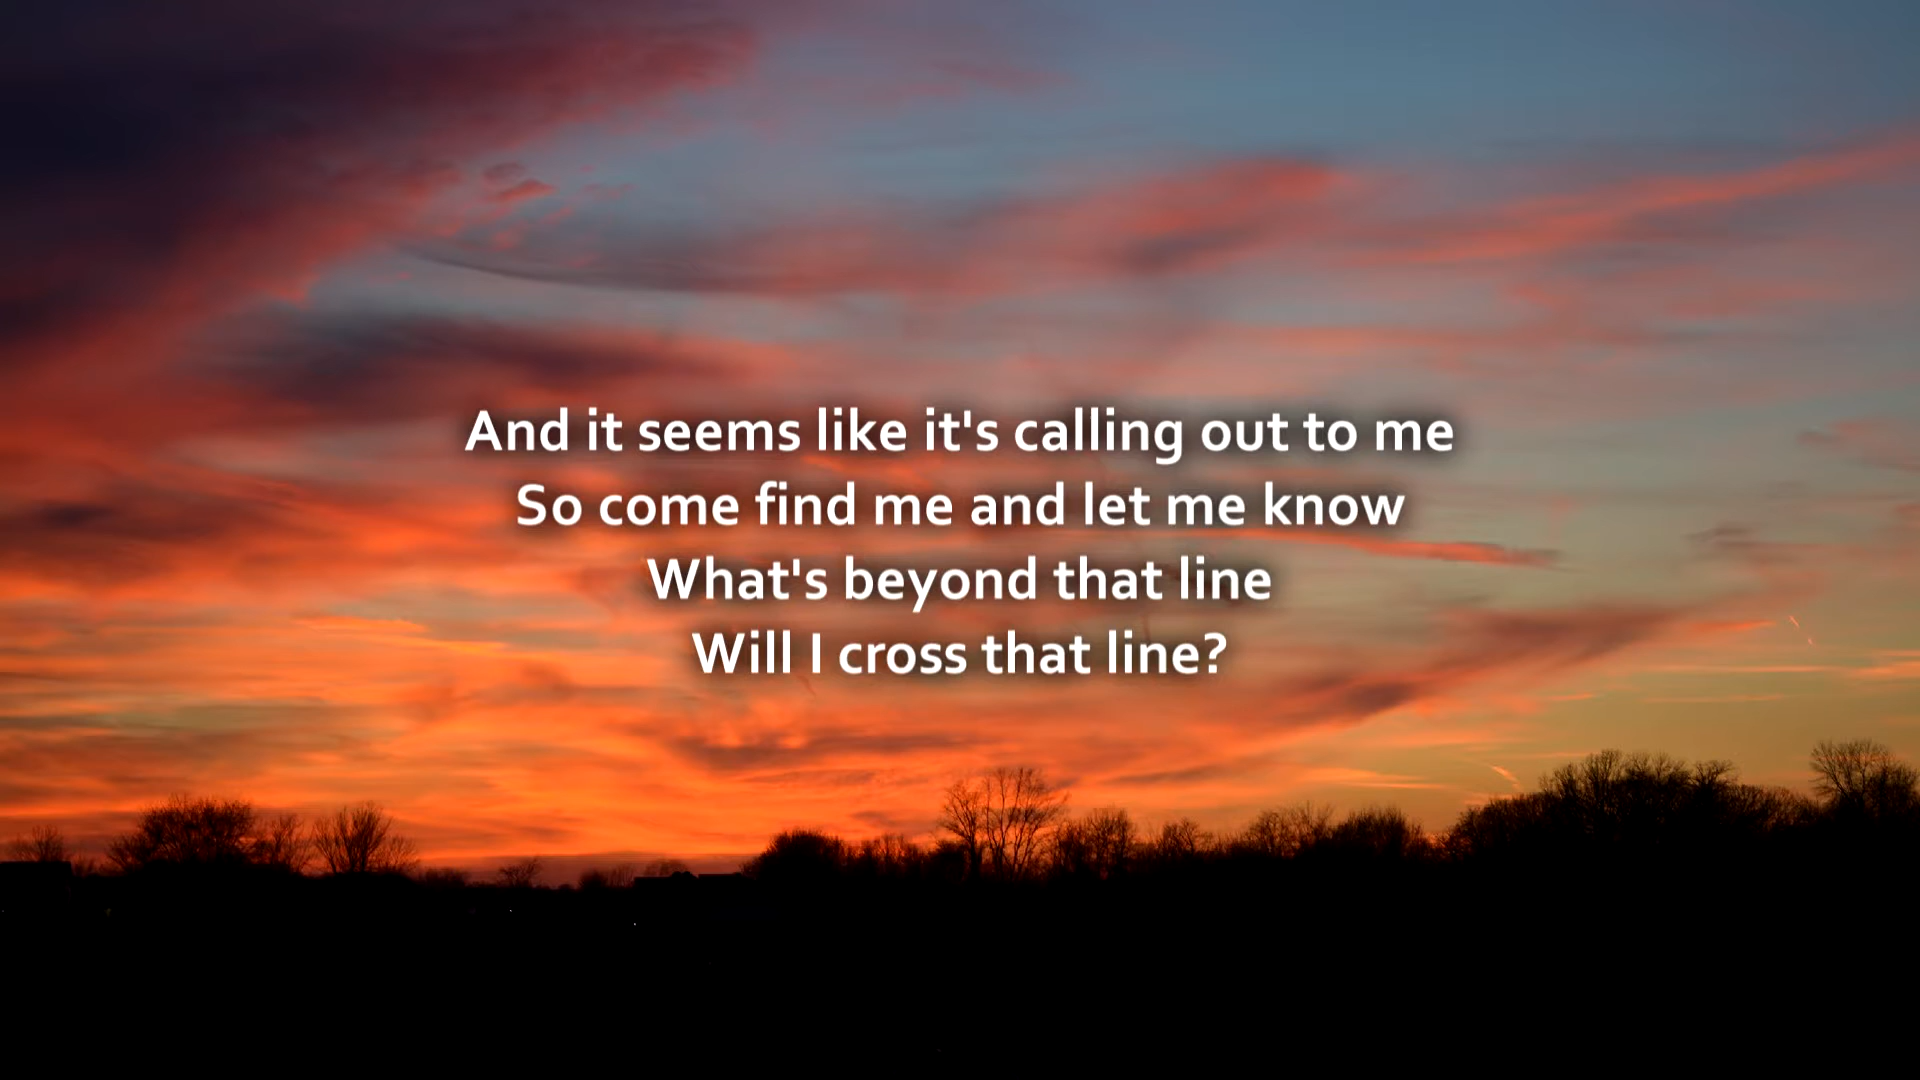 And it seems like it's calling out to me
So come find me and let me know
What's beyond that line
Will I cross that line?